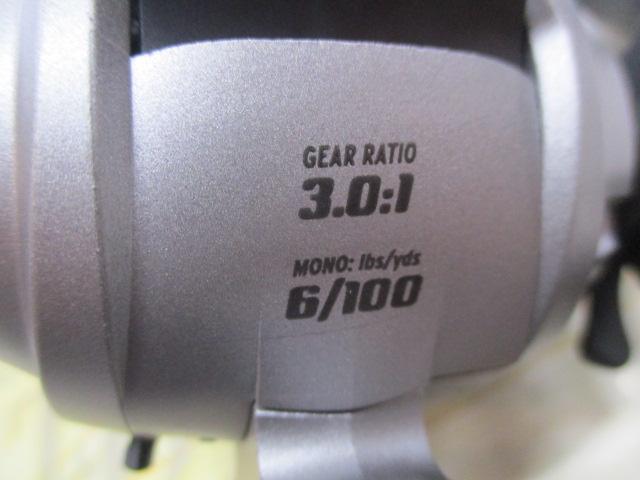 GEAR RATIO
3.0:1
MONO: lbs/yds
6/100